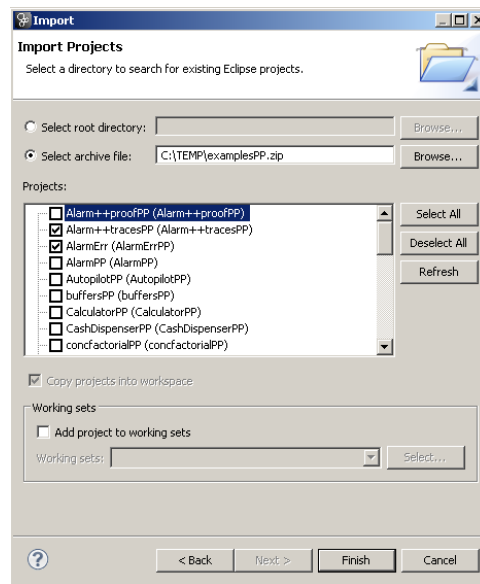 Import
Import Projects
Select a directory to search for existing Eclipse projects.
Select root directory:
Browse...
Select archive file:
C:\TEMP\examplesPP.zip
Browse...
Projects:
Alarm++proofPP (Alarm++proofPP)
Select All
Alarm++tracesPP (Alarm++tracesPP)
AlarmErr (AlarmErrPP)
Deselect All
AlarmPP (AlarmPP)
AutopilotPP (AutopilotPP)
Refresh
buffersPP (buffersPP)
CalculatorPP (CalculatorPP)
CashDispenserPP (CashDispenserPP)
concfactorialPP (concfactorialPP)
Copy projects into workspace
Working sets
Add project to working sets
Working sets:
Select...
?
< Back
Next >
Finish
Cancel